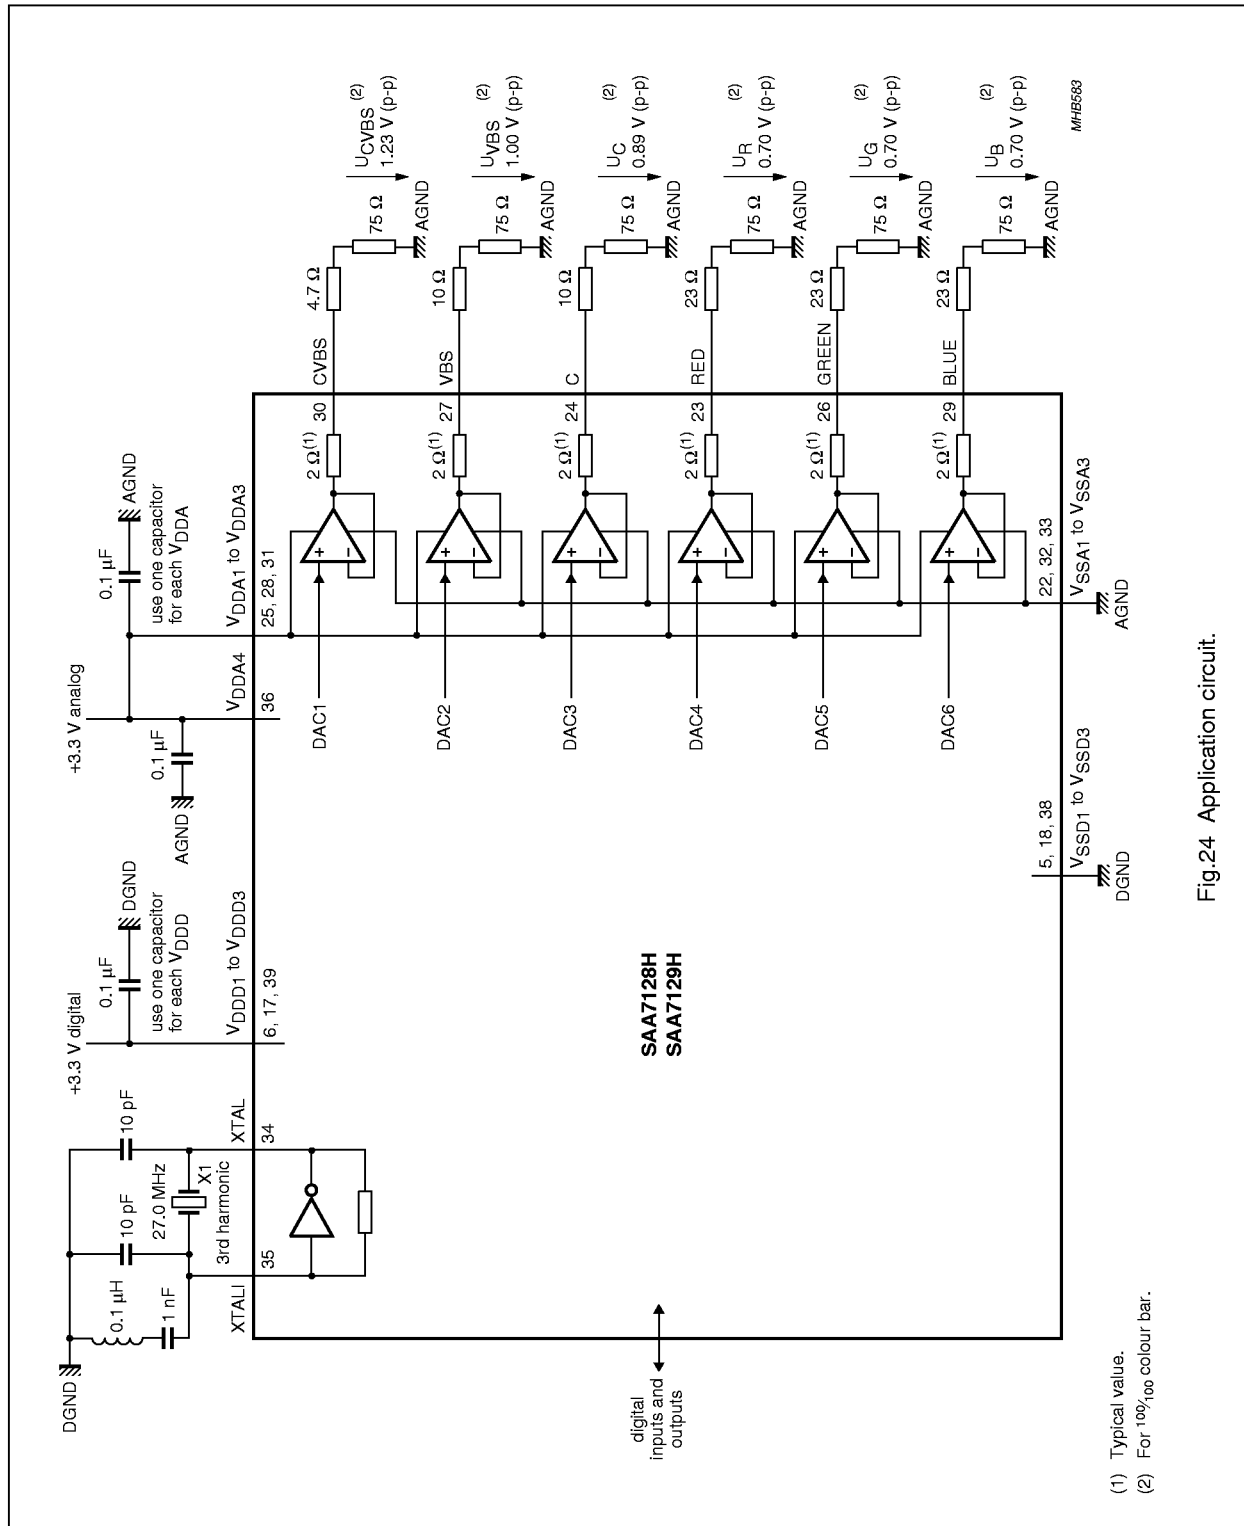 DGND
0.1 µH
1 nF
10 pF
10 pF
27.0 MHz
X1
3rd harmonic
XTALI
35
XTAL
34
+3.3 V digital
0.1 µF
DGND
use one capacitor
for each VDDD
VDDD1 to VDDD3
6, 17, 39
+3.3 V analog
0.1 µF
AGND
VDDA4
36
0.1 µF
AGND
use one capacitor
for each VDDA
VDDA1 to VDDA3
25, 28, 31
DAC1
+
−
2 Ω(1)
30
CVBS
4.7 Ω
75 Ω
AGND
UCVBS (2)
1.23 V (p-p)
DAC2
+
−
2 Ω(1)
27
VBS
10 Ω
75 Ω
AGND
UVBS (2)
1.00 V (p-p)
DAC3
+
−
2 Ω(1)
24
C
10 Ω
75 Ω
AGND
UC (2)
0.89 V (p-p)
DAC4
+
−
2 Ω(1)
23
RED
23 Ω
75 Ω
AGND
UR (2)
0.70 V (p-p)
DAC5
+
−
2 Ω(1)
26
GREEN
23 Ω
75 Ω
AGND
UG (2)
0.70 V (p-p)
DAC6
+
−
2 Ω(1)
29
BLUE
23 Ω
75 Ω
AGND
UB (2)
0.70 V (p-p)
SAA7128H
SAA7129H
digital
inputs and
outputs
5, 18, 38
VSSD1 to VSSD3
DGND
22, 32, 33
VSSA1 to VSSA3
AGND
MHB583
(1) Typical value.
(2) For 100/100 colour bar.
Fig.24 Application circuit.